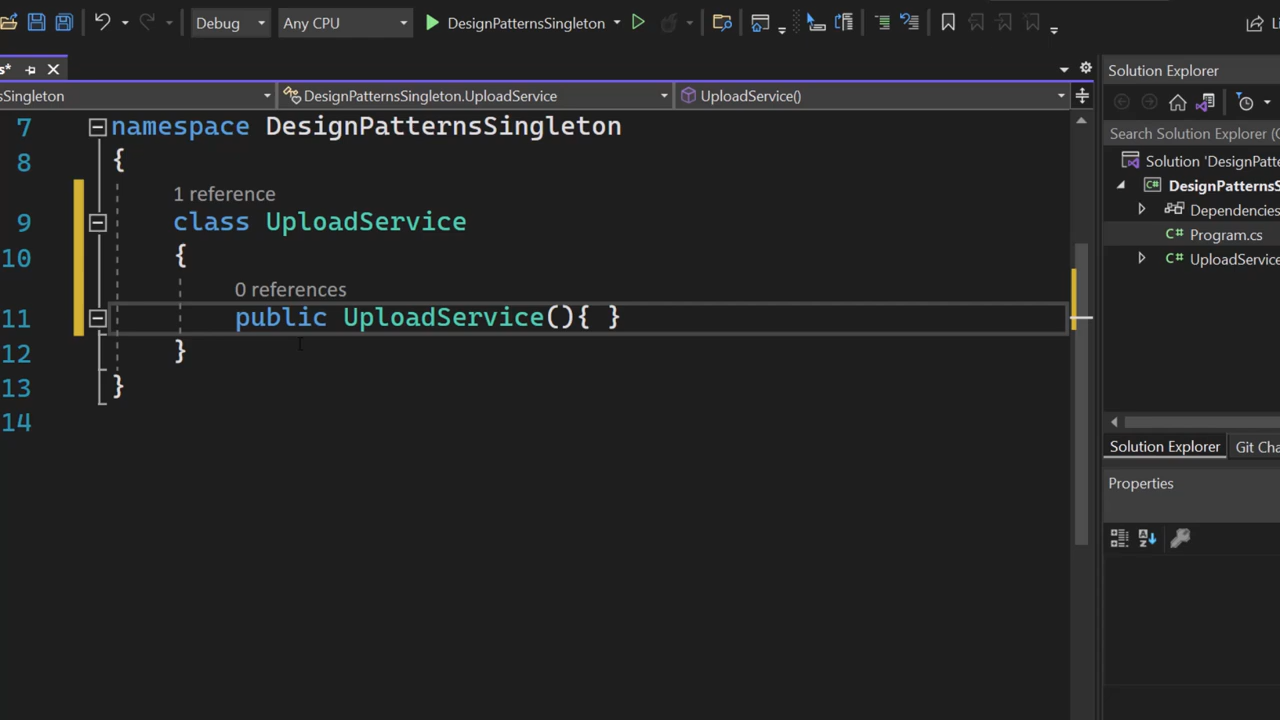 Debug Any CPU DesignPatternsSingleton
s*
sSingleton DesignPatternsSingleton.UploadService UploadService()
7 namespace DesignPatternsSingleton
8 {
1 reference
9 class UploadService
10 {
0 references
11 public UploadService(){ }
12 }
13 }
14
Solution Explorer
Search Solution Explorer (C
Solution 'DesignPatte
DesignPatternsS
Dependencies
C# Program.cs
C# UploadService
Solution Explorer Git Cha
Properties